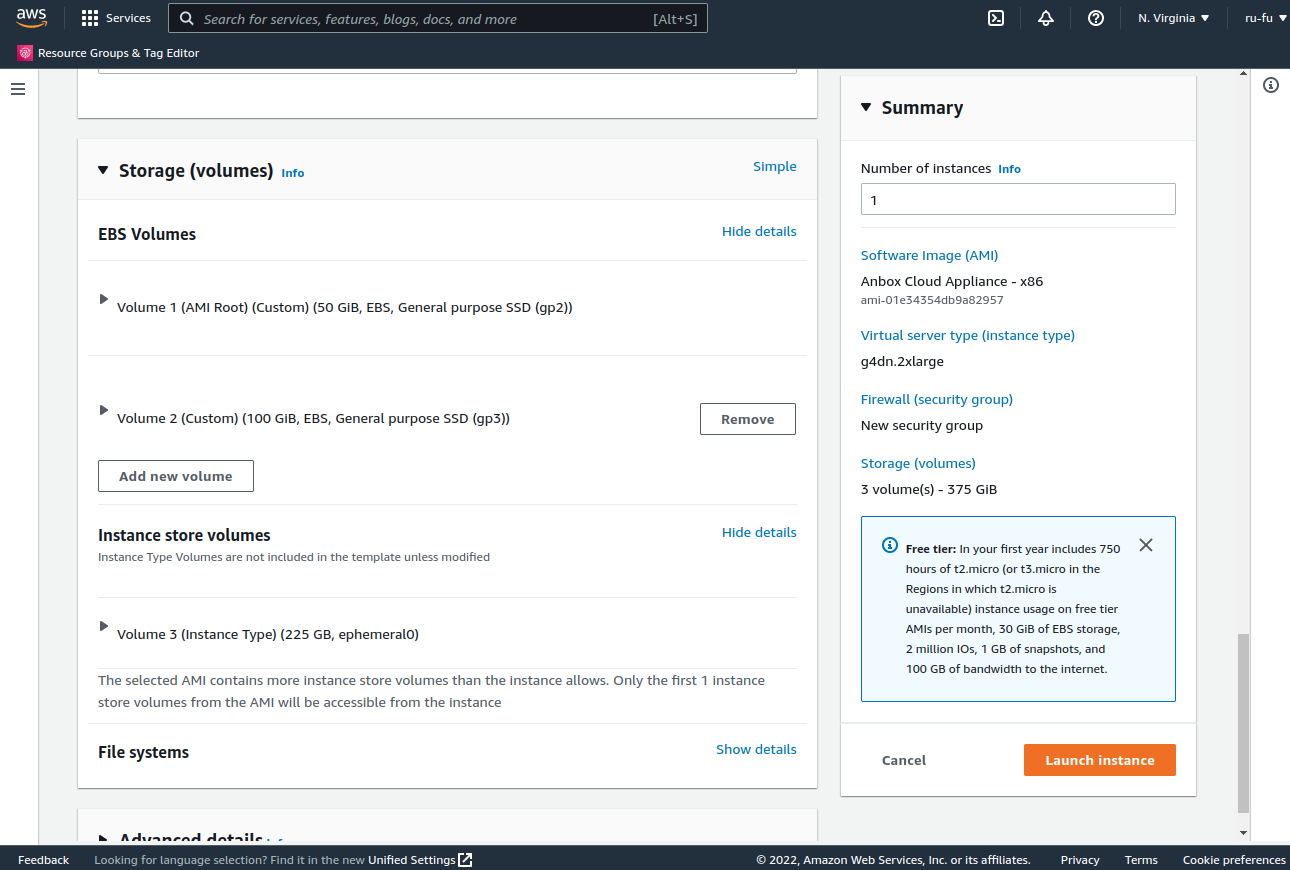 aws
Services
Search for services, features, blogs, docs, and more
[Alt+S]
N. Virginia
ru-fu
Resource Groups & Tag Editor
Storage (volumes) Info
Simple
EBS Volumes
Hide details
Volume 1 (AMI Root) (Custom) (50 GiB, EBS, General purpose SSD (gp2))
Volume 2 (Custom) (100 GiB, EBS, General purpose SSD (gp3))
Remove
Add new volume
Instance store volumes
Hide details
Instance Type Volumes are not included in the template unless modified
Volume 3 (Instance Type) (225 GB, ephemeral0)
The selected AMI contains more instance store volumes than the instance allows. Only the first 1 instance
store volumes from the AMI will be accessible from the instance
File systems
Show details
Advanced details Info
Summary
Number of instances Info
1
Software Image (AMI)
Anbox Cloud Appliance - x86
ami-01e34354db9a82957
Virtual server type (instance type)
g4dn.2xlarge
Firewall (security group)
New security group
Storage (volumes)
3 volume(s) - 375 GiB
Free tier: In your first year includes 750
hours of t2.micro (or t3.micro in the
Regions in which t2.micro is
unavailable) instance usage on free tier
AMIs per month, 30 GiB of EBS storage,
2 million IOs, 1 GB of snapshots, and
100 GB of bandwidth to the internet.
Cancel
Launch instance
Feedback
Looking for language selection? Find it in the new Unified Settings
© 2022, Amazon Web Services, Inc. or its affiliates.
Privacy
Terms
Cookie preferences